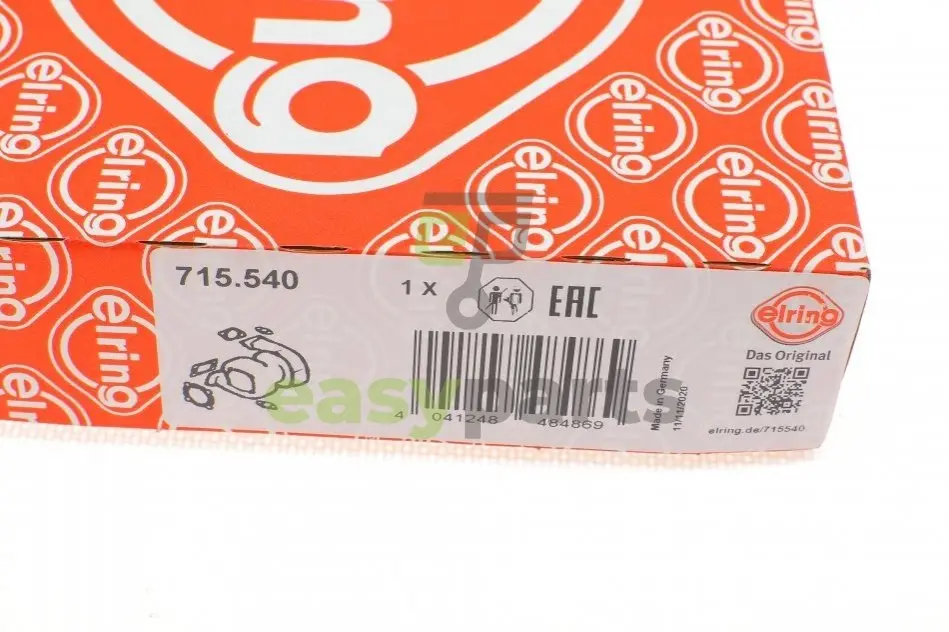 elring
elring
elring
elring
elring
elring
elring
elring
715.540
1 X
EAC
elring
Das Original
4 041248 484869
Made in Germany
11/11/2020
elring.de/715540
easyparts